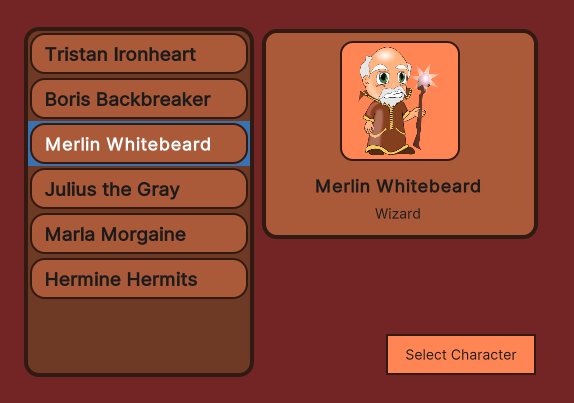 Tristan Ironheart
Boris Backbreaker
Merlin Whitebeard
Julius the Gray
Marla Morgaine
Hermine Hermits
Merlin Whitebeard
Wizard
Select Character